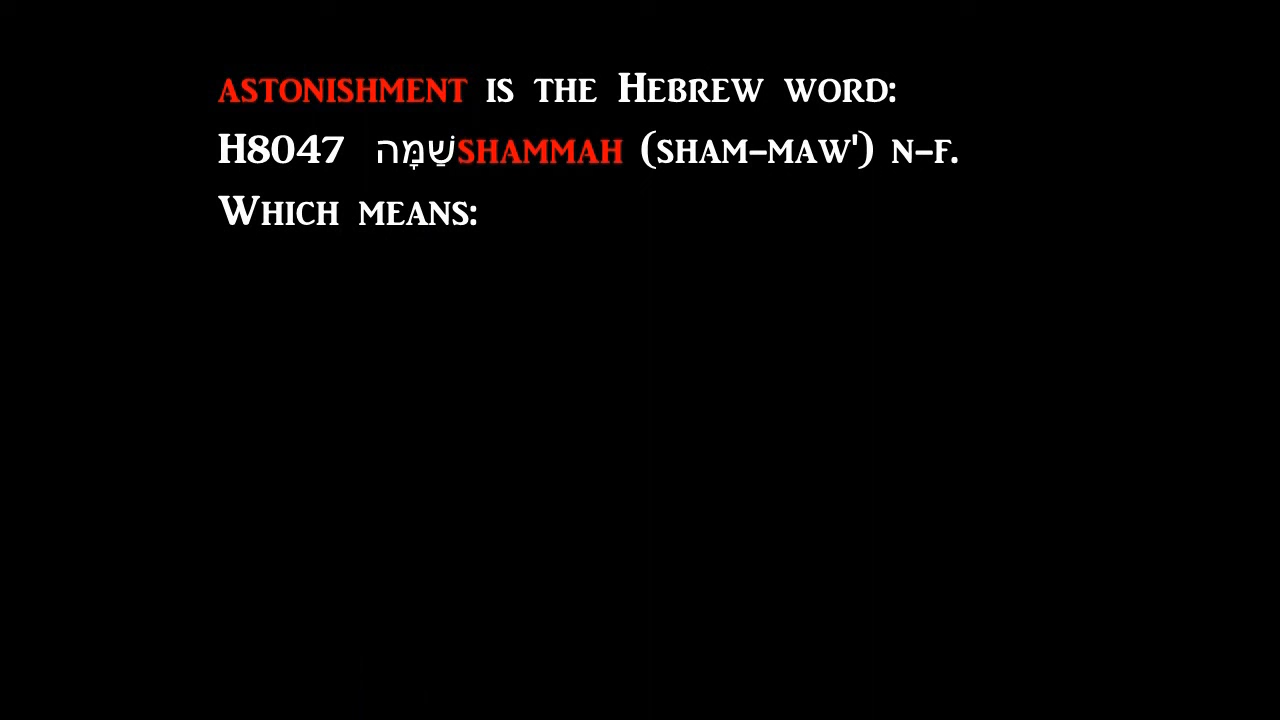 astonishment is the Hebrew word:
H8047 שַׁמָּה shammah (sham-maw') n-f.
Which means: